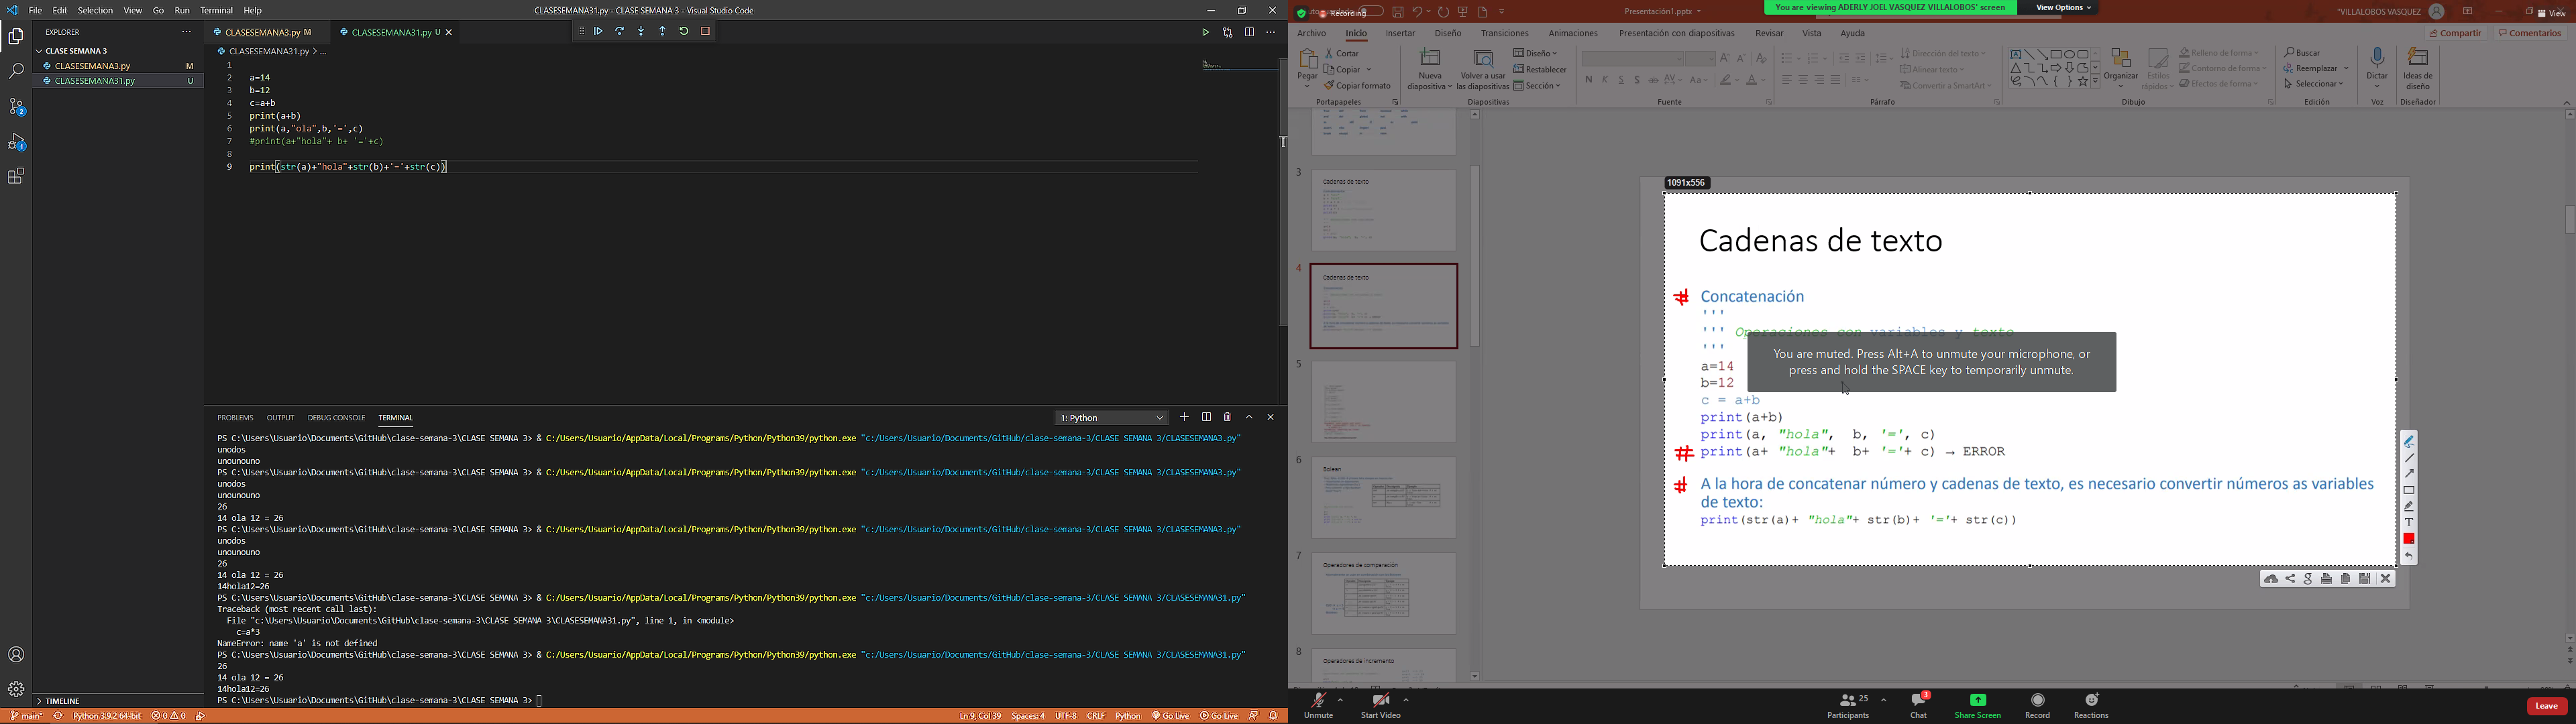 File Edit Selection View Go Run Terminal Help
CLASESEMANA31.py - CLASE SEMANA 3 - Visual Studio Code
EXPLORER
CLASE SEMANA 3
CLASESEMANA3.py M
CLASESEMANA31.py U
TIMELINE
CLASESEMANA3.py M
CLASESEMANA31.py U
CLASESEMANA31.py > ...
1
2 a=14
3 b=12
4 c=a+b
5 print(a+b)
6 print(a,"ola",b,'=',c)
7 #print(a+"hola"+ b+ '='+c)
8
9 print(str(a)+"hola"+str(b)+'='+str(c))
PROBLEMS OUTPUT DEBUG CONSOLE TERMINAL
1: Python
PS C:\Users\Usuario\Documents\GitHub\clase-semana-3\CLASE SEMANA 3> & C:/Users/Usuario/AppData/Local/Programs/Python/Python39/python.exe "c:/Users/Usuario/Documents/GitHub/clase-semana-3/CLASE SEMANA 3/CLASESEMANA3.py"
unodos
unounouno
PS C:\Users\Usuario\Documents\GitHub\clase-semana-3\CLASE SEMANA 3> & C:/Users/Usuario/AppData/Local/Programs/Python/Python39/python.exe "c:/Users/Usuario/Documents/GitHub/clase-semana-3/CLASE SEMANA 3/CLASESEMANA3.py"
unodos
unounouno
26
14 ola 12 = 26
PS C:\Users\Usuario\Documents\GitHub\clase-semana-3\CLASE SEMANA 3> & C:/Users/Usuario/AppData/Local/Programs/Python/Python39/python.exe "c:/Users/Usuario/Documents/GitHub/clase-semana-3/CLASE SEMANA 3/CLASESEMANA3.py"
unodos
unounouno
26
14 ola 12 = 26
14hola12=26
PS C:\Users\Usuario\Documents\GitHub\clase-semana-3\CLASE SEMANA 3> & C:/Users/Usuario/AppData/Local/Programs/Python/Python39/python.exe "c:/Users/Usuario/Documents/GitHub/clase-semana-3/CLASE SEMANA 3/CLASESEMANA31.py"
Traceback (most recent call last):
File "c:\Users\Usuario\Documents\GitHub\clase-semana-3\CLASE SEMANA 3\CLASESEMANA31.py", line 1, in <module>
c=a*3
NameError: name 'a' is not defined
PS C:\Users\Usuario\Documents\GitHub\clase-semana-3\CLASE SEMANA 3> & C:/Users/Usuario/AppData/Local/Programs/Python/Python39/python.exe "c:/Users/Usuario/Documents/GitHub/clase-semana-3/CLASE SEMANA 3/CLASESEMANA31.py"
26
14 ola 12 = 26
14hola12=26
PS C:\Users\Usuario\Documents\GitHub\clase-semana-3\CLASE SEMANA 3>
main* Python 3.9.2 64-bit 0 0
Ln 9, Col 39 Spaces: 4 UTF-8 CRLF Python Go Live Go Live
Recording
Presentación1.pptx
You are viewing ADERLY JOEL VASQUEZ VILLALOBOS' screen
View Options
"VILLALOBOS VASQUEZ
View
Archivo Inicio Insertar Diseño Transiciones Animaciones Presentación con diapositivas Revisar Vista Ayuda
Compartir Comentarios
Pegar
Cortar
Copiar
Copiar formato
Portapapeles
Nueva diapositiva
Volver a usar las diapositivas
Diseño
Restablecer
Sección
Diapositivas
N K S S ab AV Aa
Fuente
Dirección del texto
Alinear texto
Convertir a SmartArt
Párrafo
Organizar
Estilos rápidos
Relleno de forma
Contorno de forma
Efectos de forma
Dibujo
Buscar
Reemplazar
Seleccionar
Edición
Dictar
Voz
Ideas de diseño
Diseñador
3
Cadenas de texto
4
Cadenas de texto
5
6
Bolean
7
Operadores de comparación
8
Operadores de incremento
1091x556
Cadenas de texto
# Concatenación
'''
''' Operaciones con variables y texto
'''
You are muted. Press Alt+A to unmute your microphone, or
press and hold the SPACE key to temporarily unmute.
a=14
b=12
c = a+b
print(a+b)
print(a, "hola", b, '=', c)
# print(a+ "hola"+ b+ '='+ c) → ERROR
# A la hora de concatenar número y cadenas de texto, es necesario convertir números as variables
de texto:
print(str(a)+ "hola"+ str(b)+ '='+ str(c))
Unmute Start Video Participants 25 Chat 3 Share Screen Record Reactions Leave